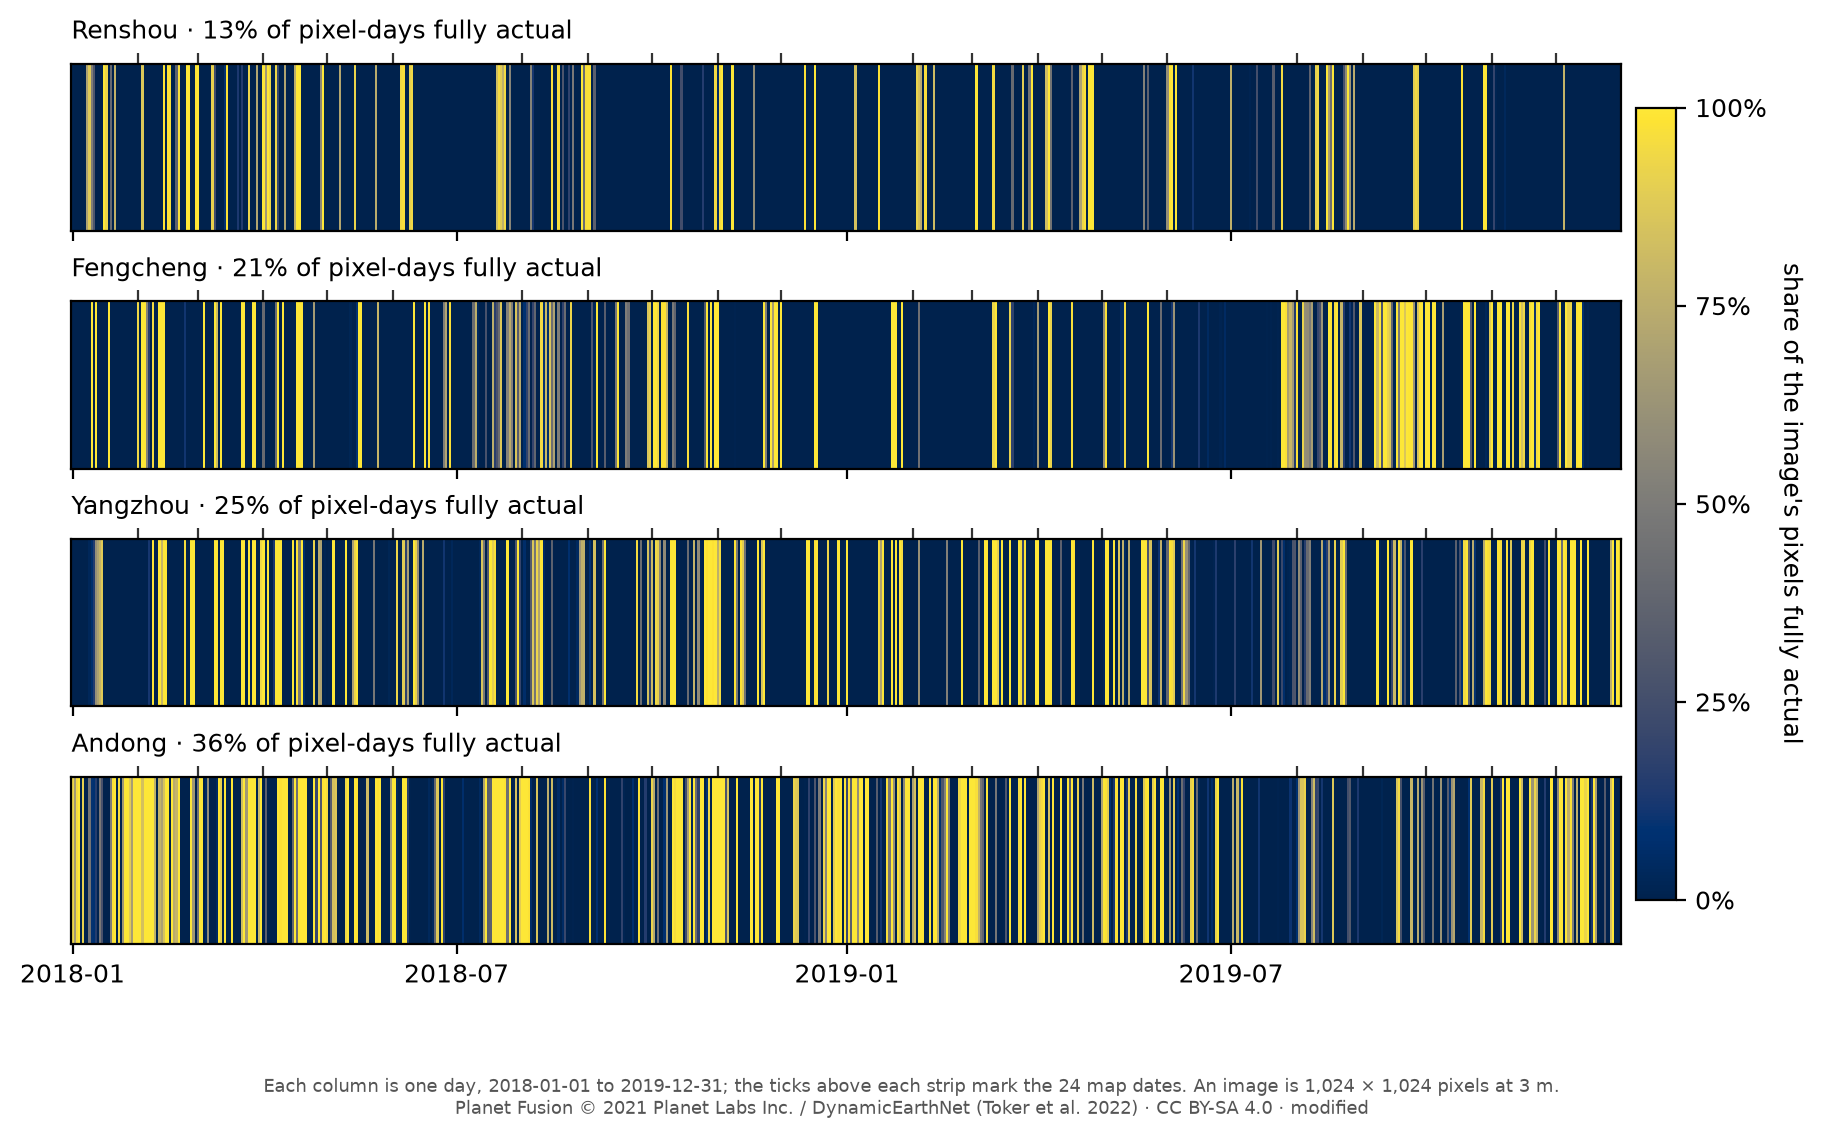 Renshou · 13% of pixel-days fully actual
Fengcheng · 21% of pixel-days fully actual
Yangzhou · 25% of pixel-days fully actual
Andong · 36% of pixel-days fully actual
2018-01
2018-07
2019-01
2019-07
100%
75%
50%
25%
0%
share of the image's pixels fully actual
Each column is one day, 2018-01-01 to 2019-12-31; the ticks above each strip mark the 24 map dates. An image is 1,024 × 1,024 pixels at 3 m.
Planet Fusion © 2021 Planet Labs Inc. / DynamicEarthNet (Toker et al. 2022) · CC BY-SA 4.0 · modified